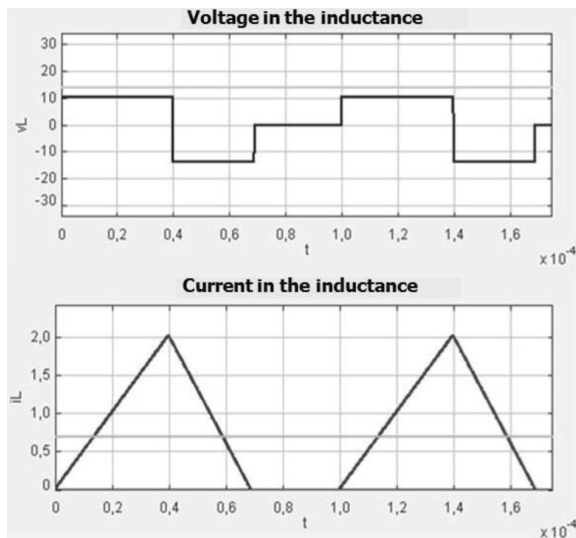 Voltage in the inductance
30
20
10
0
-10
-20
-30
vL
0 0,2 0,4 0,6 0,8 1,0 1,2 1,4 1,6
t
x10-4
Current in the inductance
2,0
1,5
1,0
0,5
0
iL
0 0,2 0,4 0,6 0,8 1,0 1,2 1,4 1,6
t
x10-4